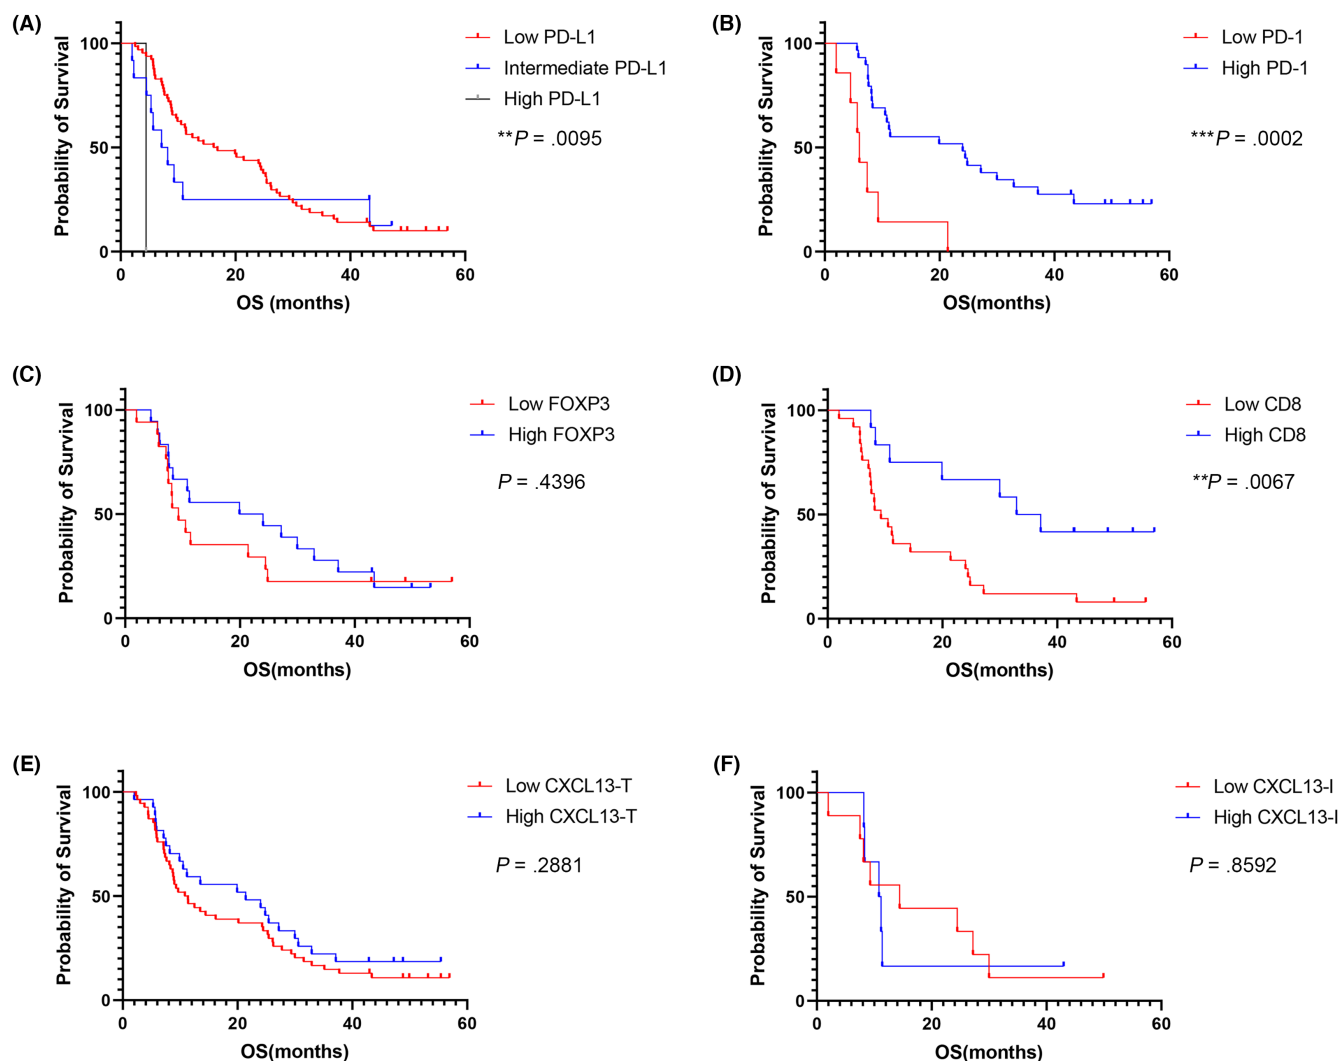 (A)
Probability of Survival
100
50
0
0 20 40 60
OS (months)
Low PD-L1
Intermediate PD-L1
High PD-L1
**P = .0095
(B)
Probability of Survival
100
50
0
0 20 40 60
OS(months)
Low PD-1
High PD-1
***P = .0002
(C)
Probability of Survival
100
50
0
0 20 40 60
OS(months)
Low FOXP3
High FOXP3
P = .4396
(D)
Probability of Survival
100
50
0
0 20 40 60
OS(months)
Low CD8
High CD8
**P = .0067
(E)
Probability of Survival
100
50
0
0 20 40 60
OS(months)
Low CXCL13-T
High CXCL13-T
P = .2881
(F)
Probability of Survival
100
50
0
0 20 40 60
OS(months)
Low CXCL13-I
High CXCL13-I
P = .8592